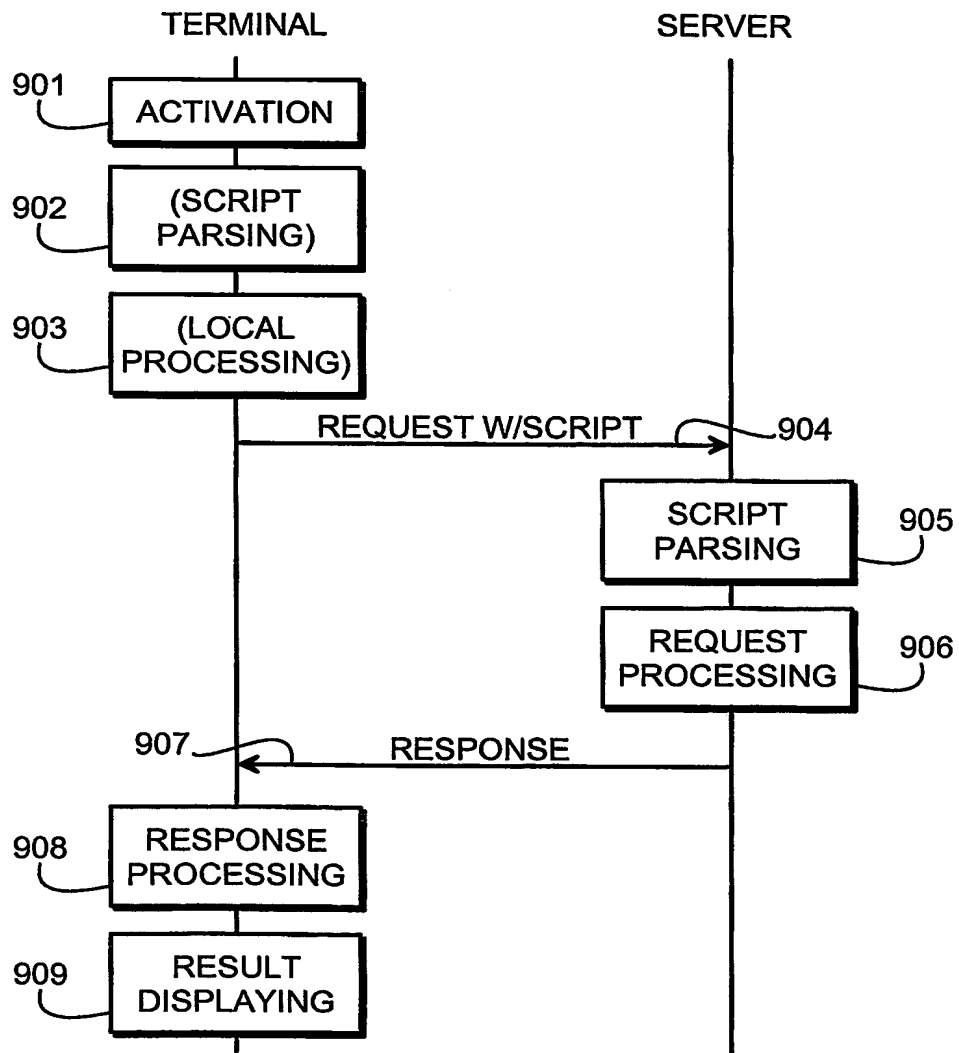 TERMINAL
SERVER
901
ACTIVATION
902
(SCRIPT
PARSING)
903
(LOCAL
PROCESSING)
REQUEST W/SCRIPT
904
SCRIPT
PARSING
905
REQUEST
PROCESSING
906
907
RESPONSE
908
RESPONSE
PROCESSING
909
RESULT
DISPLAYING